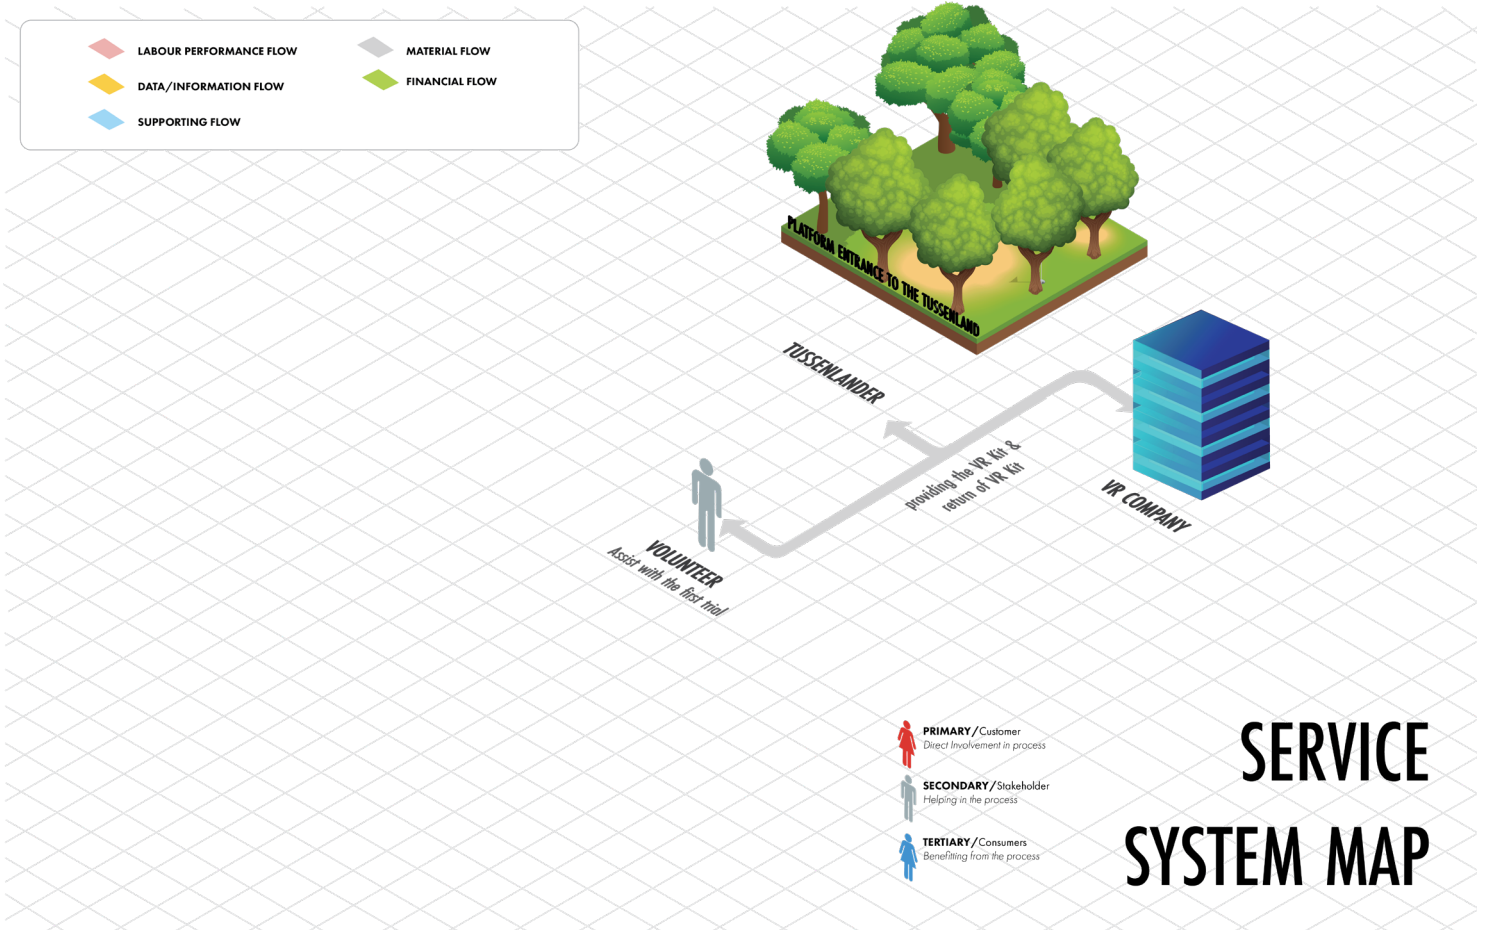 LABOUR PERFORMANCE FLOW
DATA/INFORMATION FLOW
SUPPORTING FLOW
MATERIAL FLOW
FINANCIAL FLOW
PLATFORM ENTRANCE TO THE TUSSENLAND
TUSSENLANDER
providing the VR Kit &
return of VR Kit
VR COMPANY
VOLUNTEER
Assist with the first trial
PRIMARY/Customer
Direct Involvement in process
SECONDARY/Stakeholder
Helping in the process
TERTIARY/Consumers
Benefitting from the process
SERVICE
SYSTEM MAP